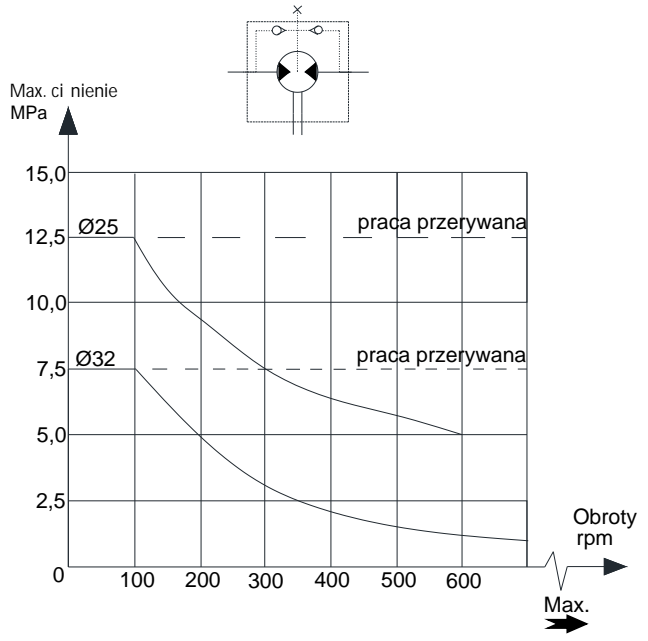 Max. ci nienie
MPa
15,0
Ø25
praca przerywana
12,5
10,0
Ø32
praca przerywana
7,5
5,0
2,5
Obroty
rpm
0
100 200 300 400 500 600
Max.